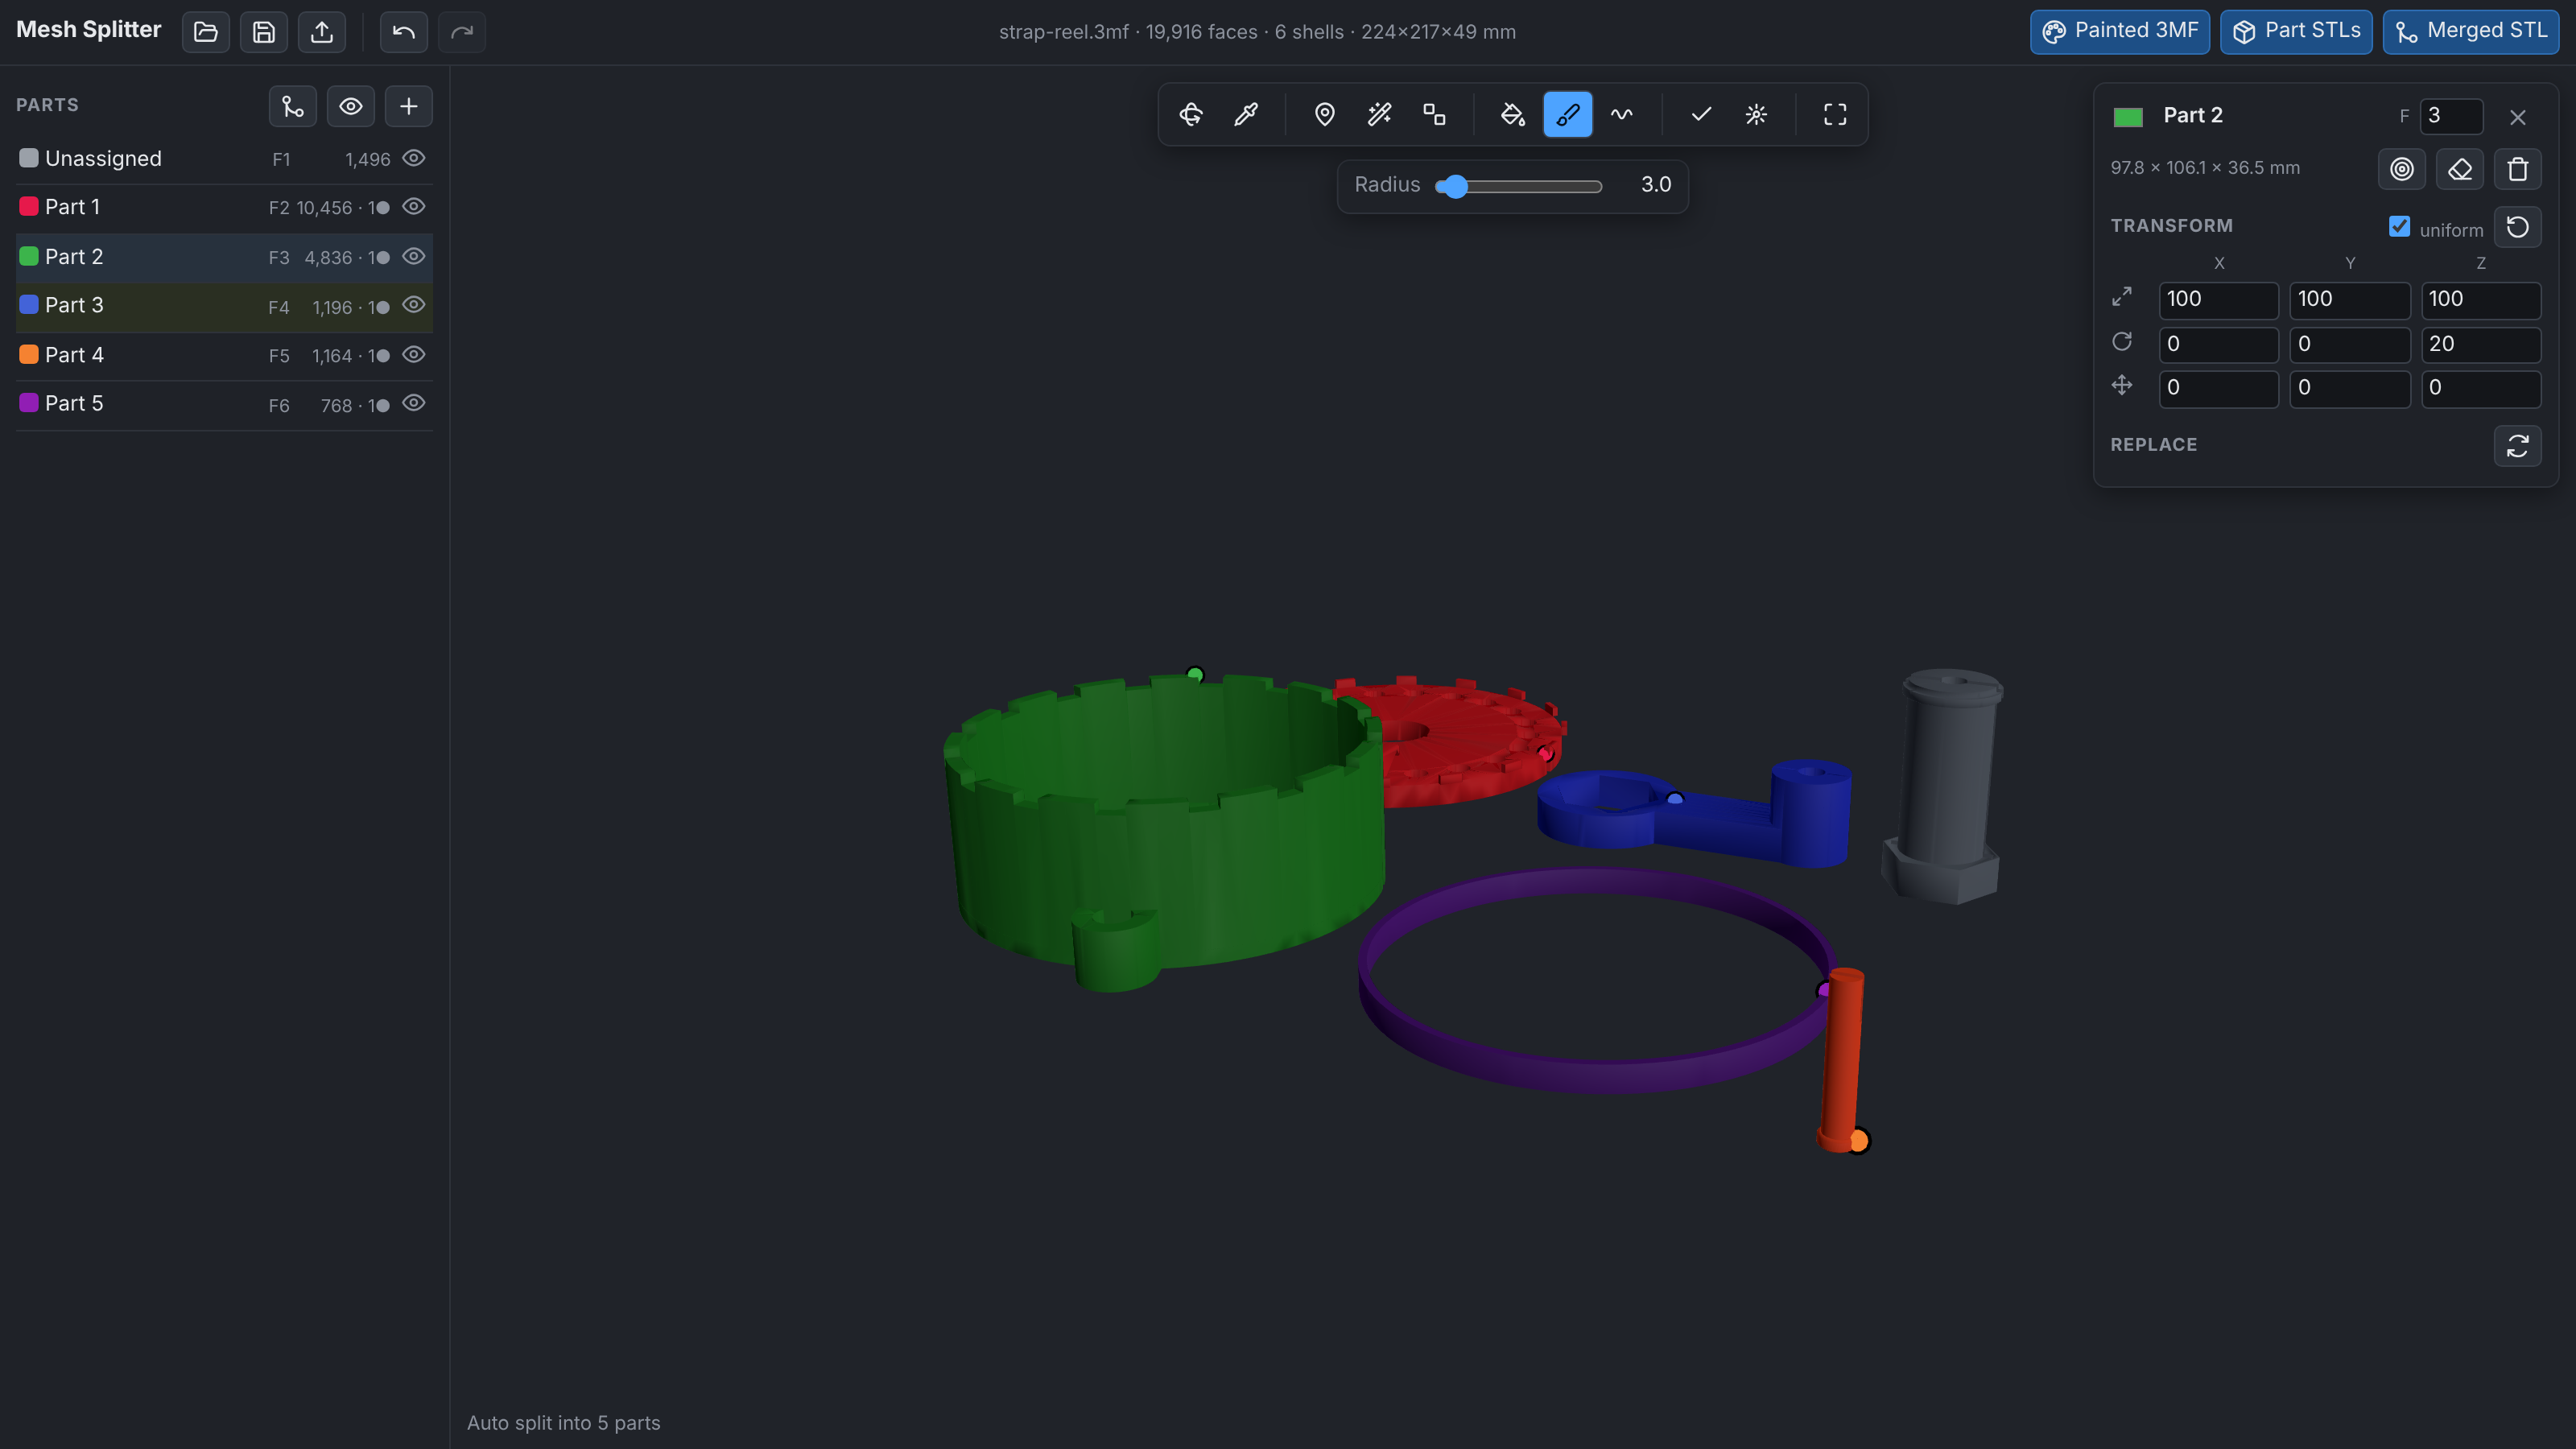 Mesh Splitter
strap-reel.3mf · 19,916 faces · 6 shells · 224×217×49 mm
Painted 3MF
Part STLs
Merged STL
PARTS
Unassigned F1 1,496
Part 1 F2 10,456 · 1
Part 2 F3 4,836 · 1
Part 3 F4 1,196 · 1
Part 4 F5 1,164 · 1
Part 5 F6 768 · 1
Radius 3.0
Part 2 F 3
97.8 × 106.1 × 36.5 mm
TRANSFORM uniform
X Y Z
100 100 100
0 0 20
0 0 0
REPLACE
Auto split into 5 parts